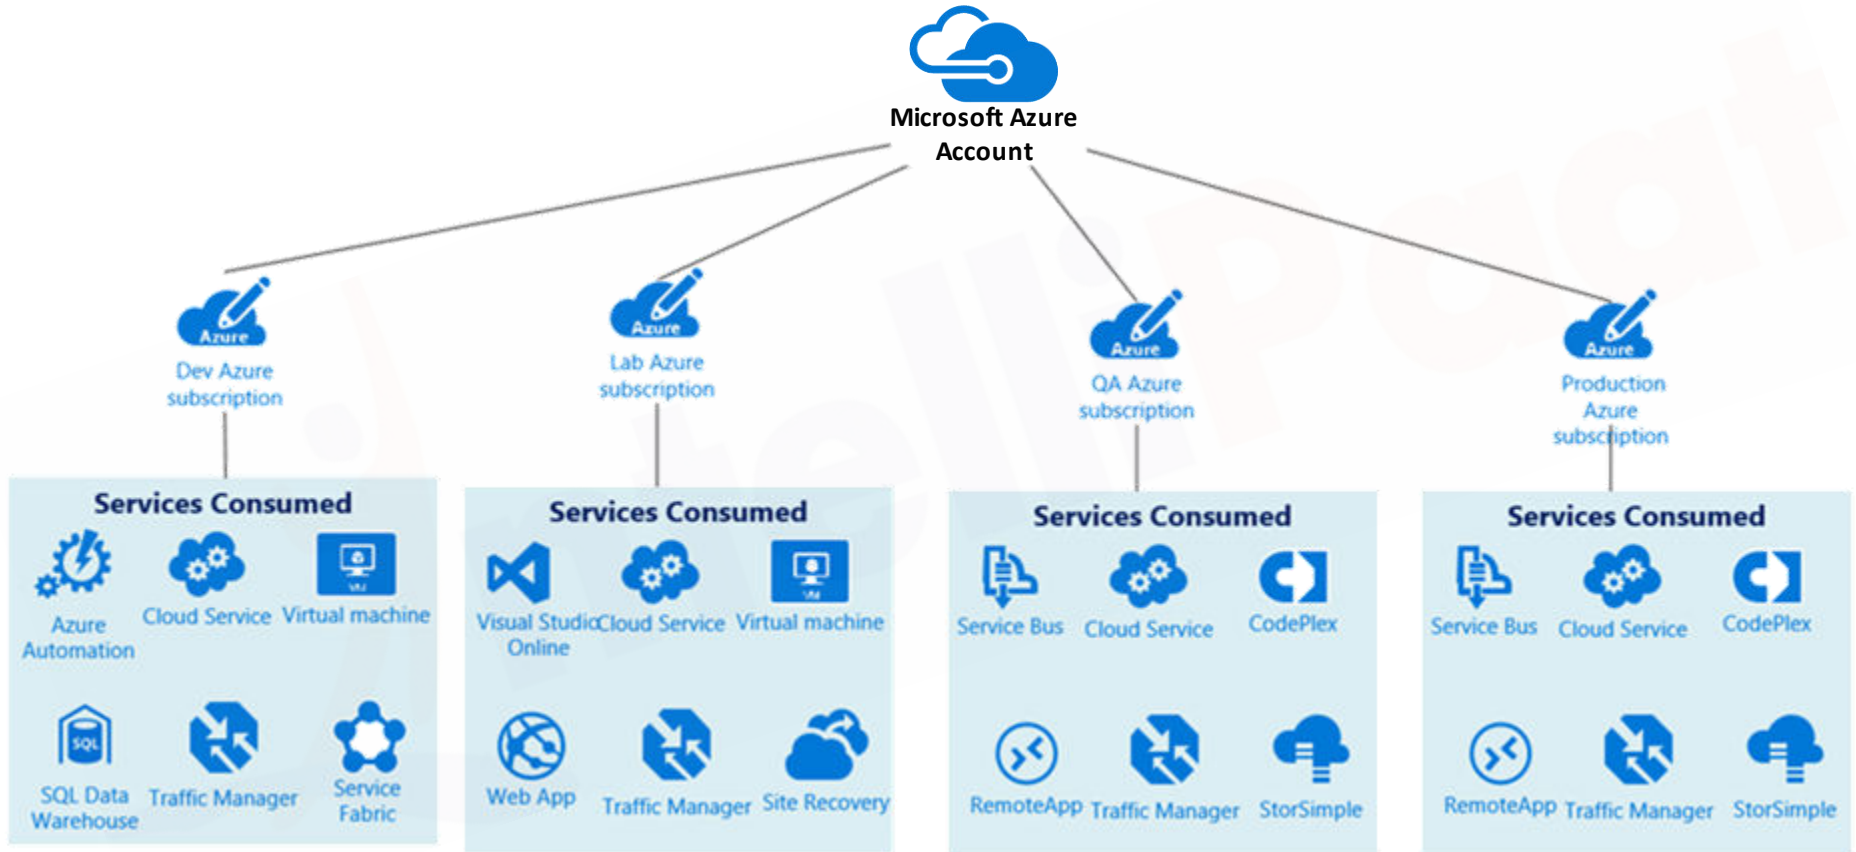 Microsoft Azure
Account
Azure
Dev Azure
subscription
Azure
Lab Azure
subscription
Azure
QA Azure
subscription
Azure
Production
Azure
subscription
Services Consumed
Azure
Automation
Cloud Service
Virtual machine
SQL
SQL Data
Warehouse
Traffic Manager
Service
Fabric
Services Consumed
Visual Studio
Online
Cloud Service
Virtual machine
Web App
Traffic Manager
Site Recovery
Services Consumed
Service Bus
Cloud Service
CodePlex
RemoteApp
Traffic Manager
StorSimple
Services Consumed
Service Bus
Cloud Service
CodePlex
RemoteApp
Traffic Manager
StorSimple
intelliPaat